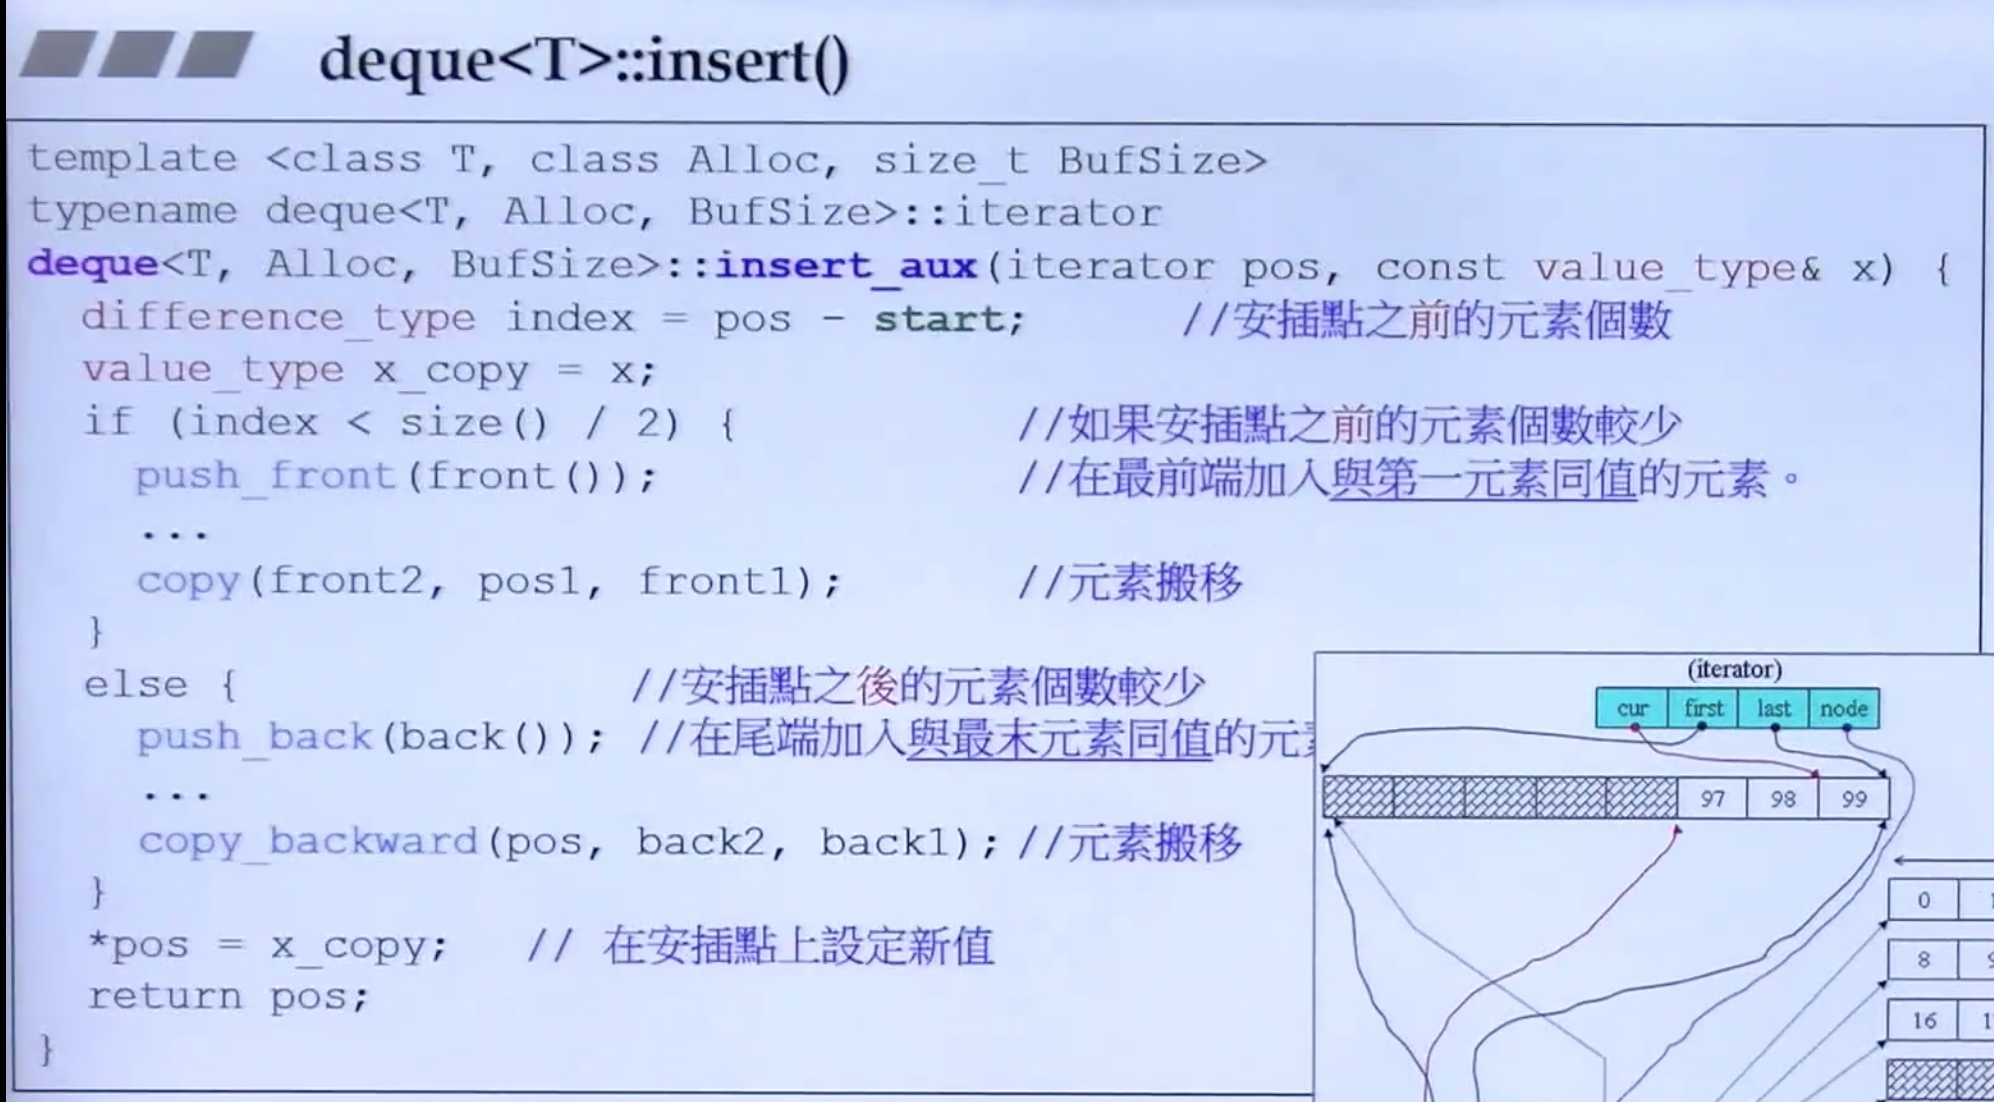 deque<T>::insert()
template <class T, class Alloc, size_t BufSize>
typename deque<T, Alloc, BufSize>::iterator
deque<T, Alloc, BufSize>::insert_aux(iterator pos, const value_type& x) {
difference_type index = pos - start; //安插點之前的元素個數
value_type x_copy = x;
if (index < size() / 2) { //如果安插點之前的元素個數較少
push_front(front()); //在最前端加入與第一元素同值的元素。
...
copy(front2, pos1, front1); //元素搬移
}
else { //安插點之後的元素個數較少
push_back(back()); //在尾端加入與最末元素同值的元
...
copy_backward(pos, back2, back1); //元素搬移
}
*pos = x_copy; // 在安插點上設定新值
return pos;
}
(iterator)
cur first last node
97 98 99
0
8
16